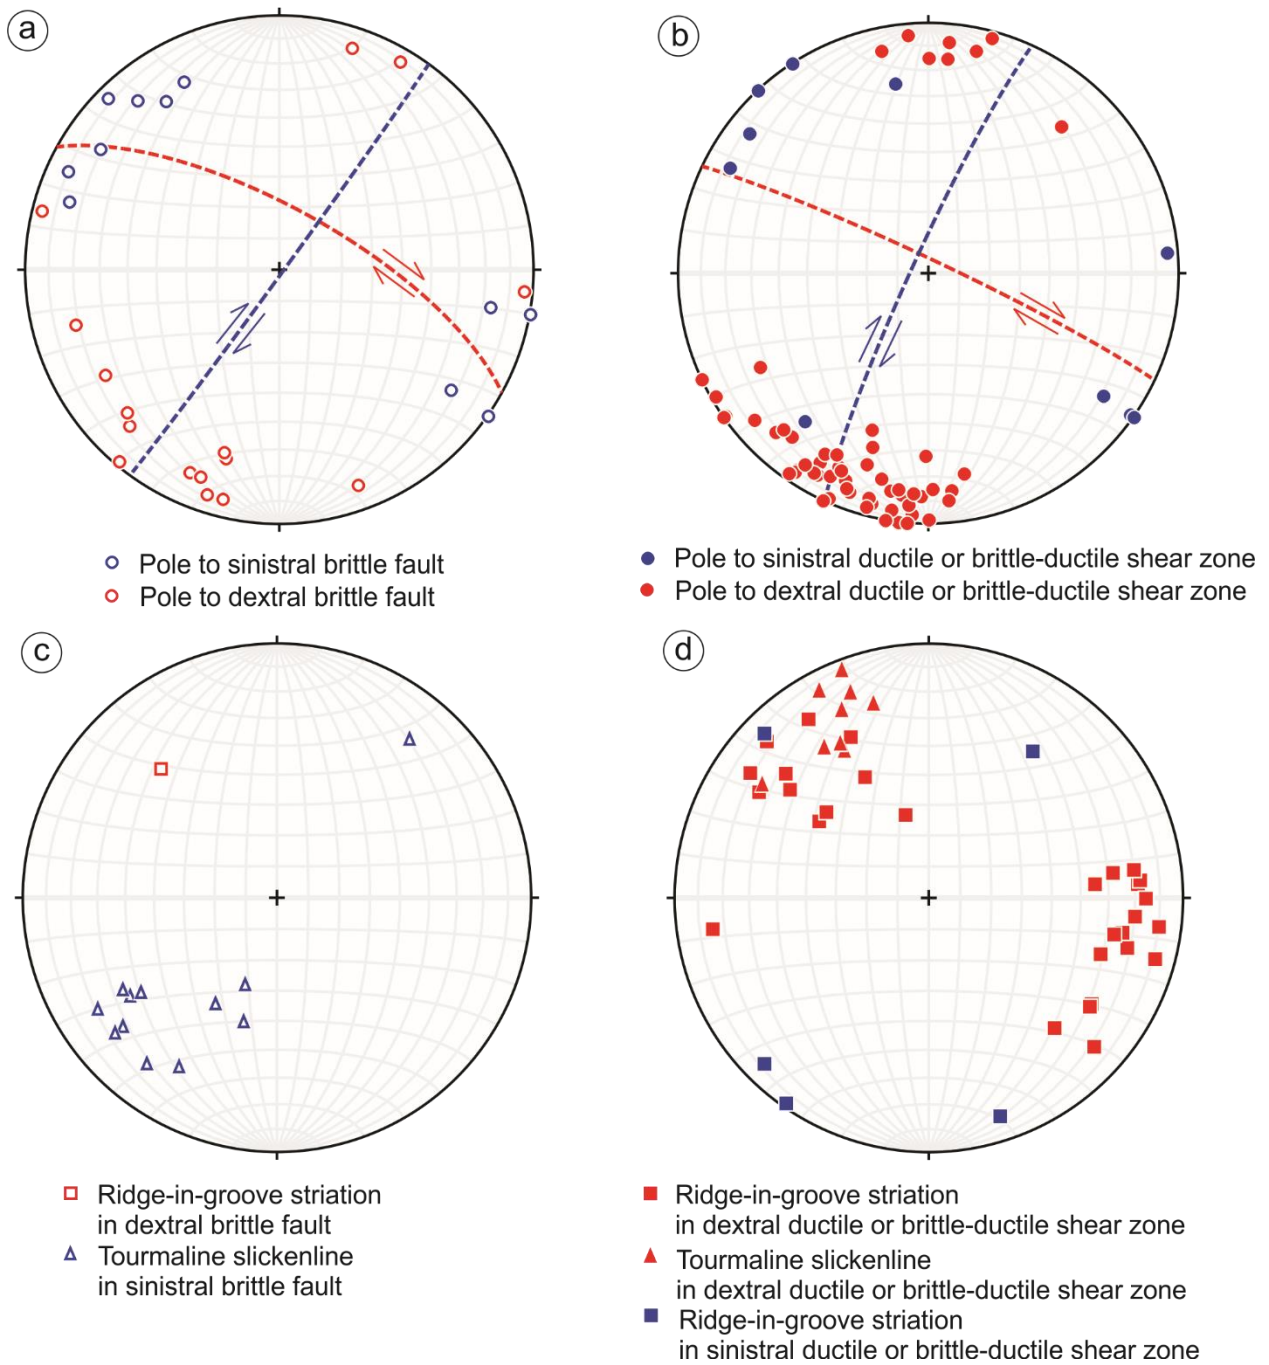 a
b
Pole to sinistral brittle fault
Pole to dextral brittle fault
Pole to sinistral ductile or brittle-ductile shear zone
Pole to dextral ductile or brittle-ductile shear zone
c
d
Ridge-in-groove striation
in dextral brittle fault
Tourmaline slickenline
in sinistral brittle fault
Ridge-in-groove striation
in dextral ductile or brittle-ductile shear zone
Tourmaline slickenline
in dextral ductile or brittle-ductile shear zone
Ridge-in-groove striation
in sinistral ductile or brittle-ductile shear zone